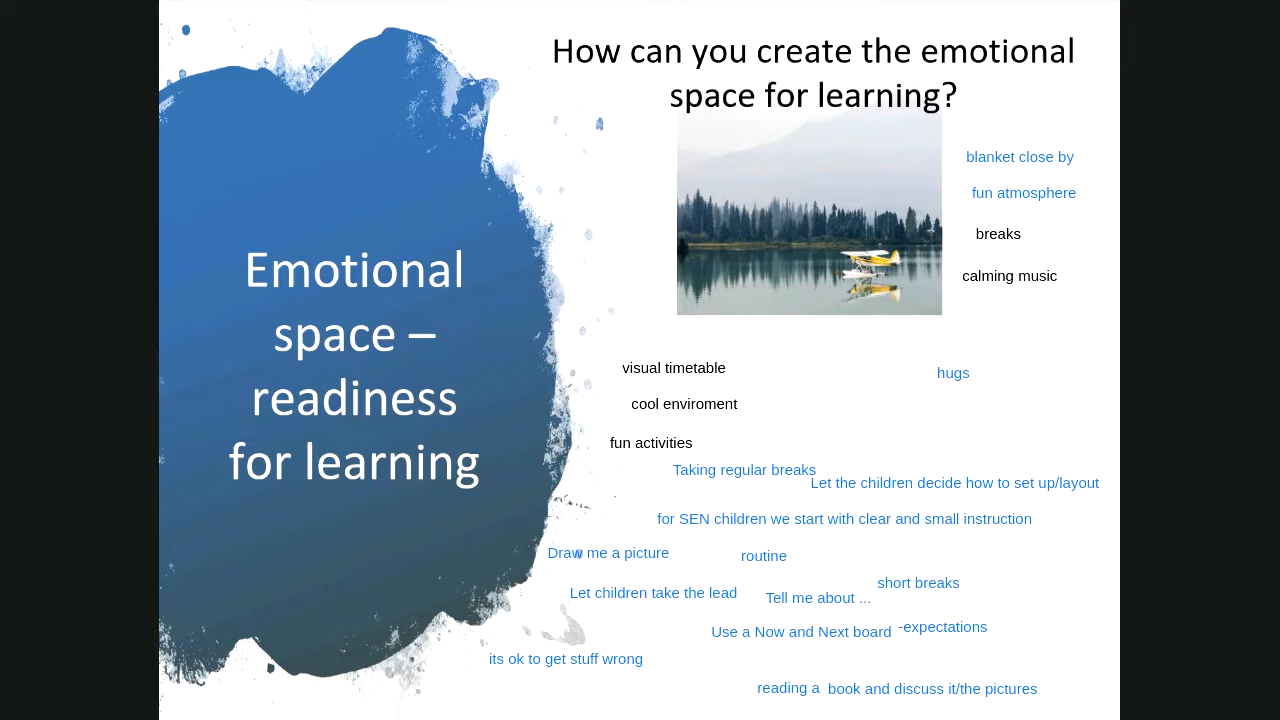 How can you create the emotional
space for learning?
Emotional
space –
readiness
for learning
blanket close by
fun atmosphere
breaks
calming music
visual timetable
hugs
cool enviroment
fun activities
Taking regular breaks
Let the children decide how to set up/layout
for SEN children we start with clear and small instruction
Draw me a picture
routine
short breaks
Let children take the lead
Tell me about ...
Use a Now and Next board
-expectations
its ok to get stuff wrong
reading a book and discuss it/the pictures